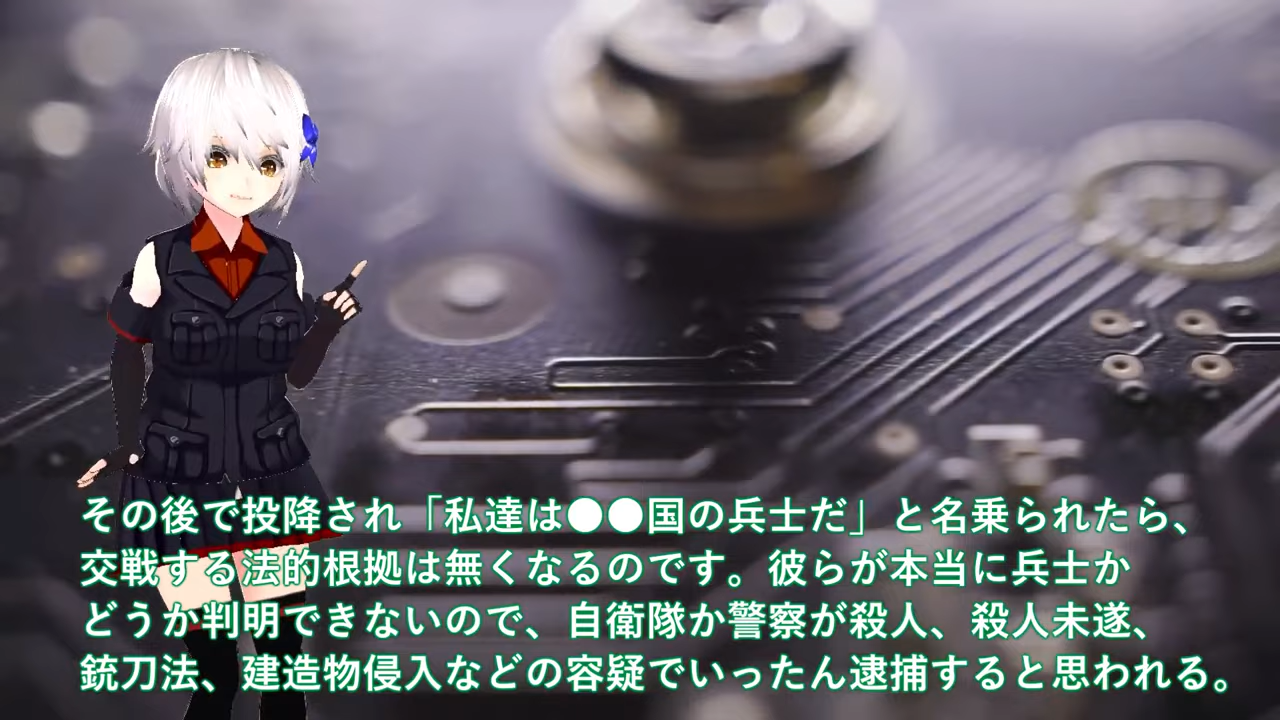 その後で投降され「私達は●●国の兵士だ」と名乗られたら、
交戦する法的根拠は無くなるのです。彼らが本当に兵士か
どうか判明できないので、自衛隊か警察が殺人、殺人未遂、
銃刀法、建造物侵入などの容疑でいったん逮捕すると思われる。